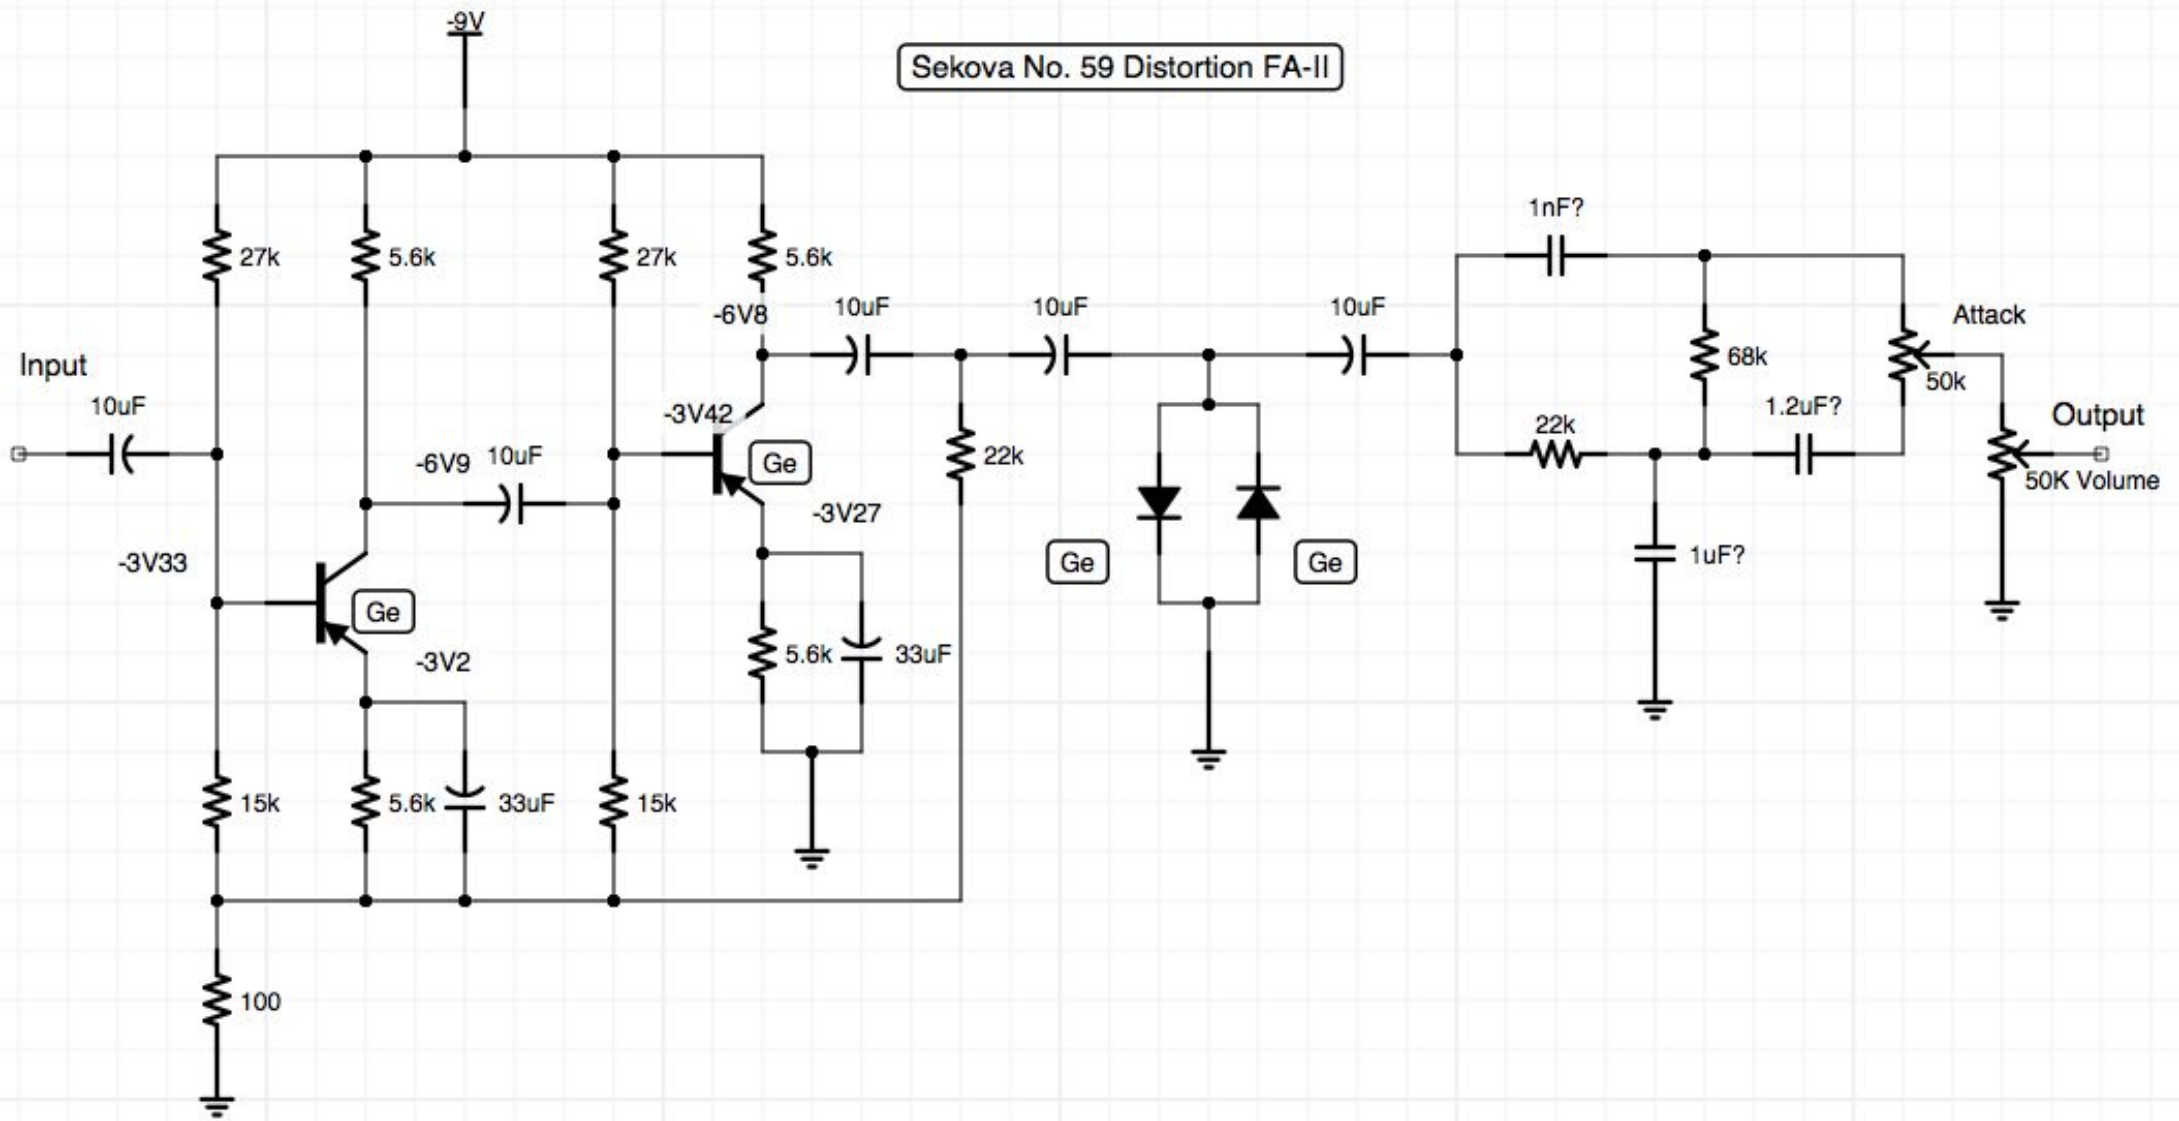 -9V
Sekova No. 59 Distortion FA-II
1nF?
27k
5.6k
27k
5.6k
-6V8
10uF
10uF
10uF
Attack
Input
68k
50k
10uF
-3V42
1.2uF?
Output
22k
-6V9
10uF
Ge
22k
50K Volume
-3V27
-3V33
Ge
Ge
1uF?
Ge
-3V2
5.6k
33uF
15k
5.6k
33uF
15k
100